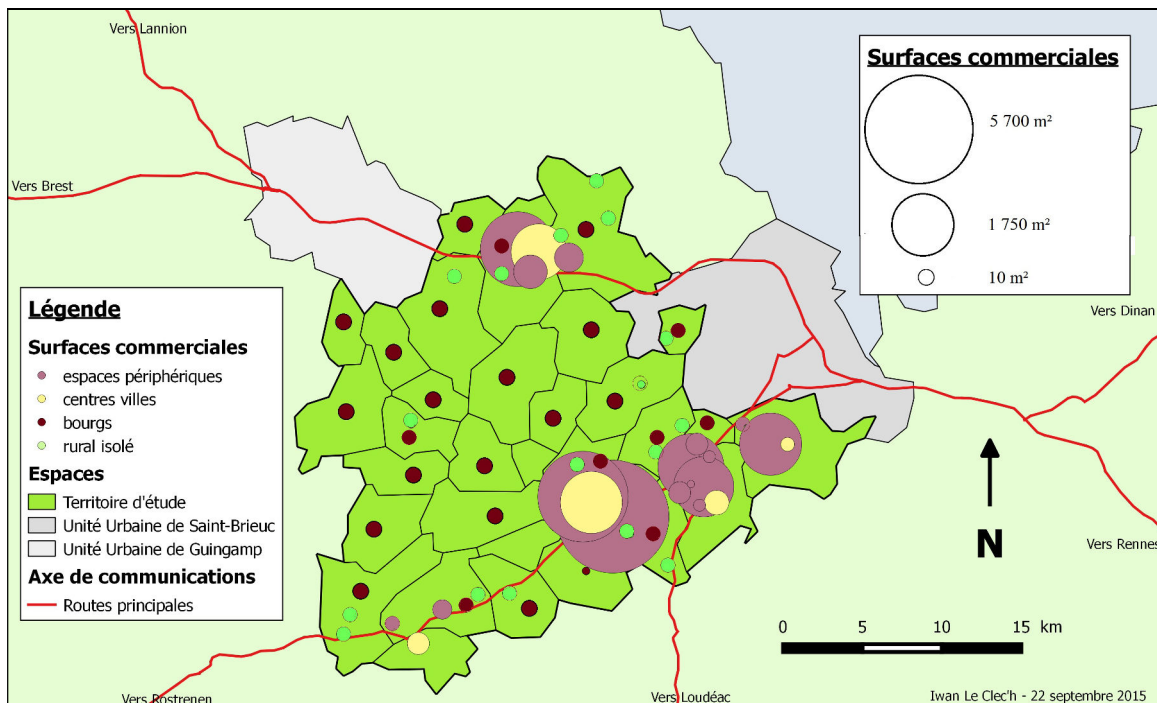 Vers Lannion
Surfaces commerciales
5 700 m²
1 750 m²
10 m²
Vers Brest
Vers Dinan
Légende
Surfaces commerciales
espaces périphériques
centres villes
bourgs
rural isolé
Espaces
Territoire d'étude
Unité Urbaine de Saint-Brieuc
Unité Urbaine de Guingamp
Axe de communications
Routes principales
N
Vers Rennes
0 5 10 15 km
Vers Rostrenen
Vers Loudéac
Iwan Le Clec'h - 22 septembre 2015